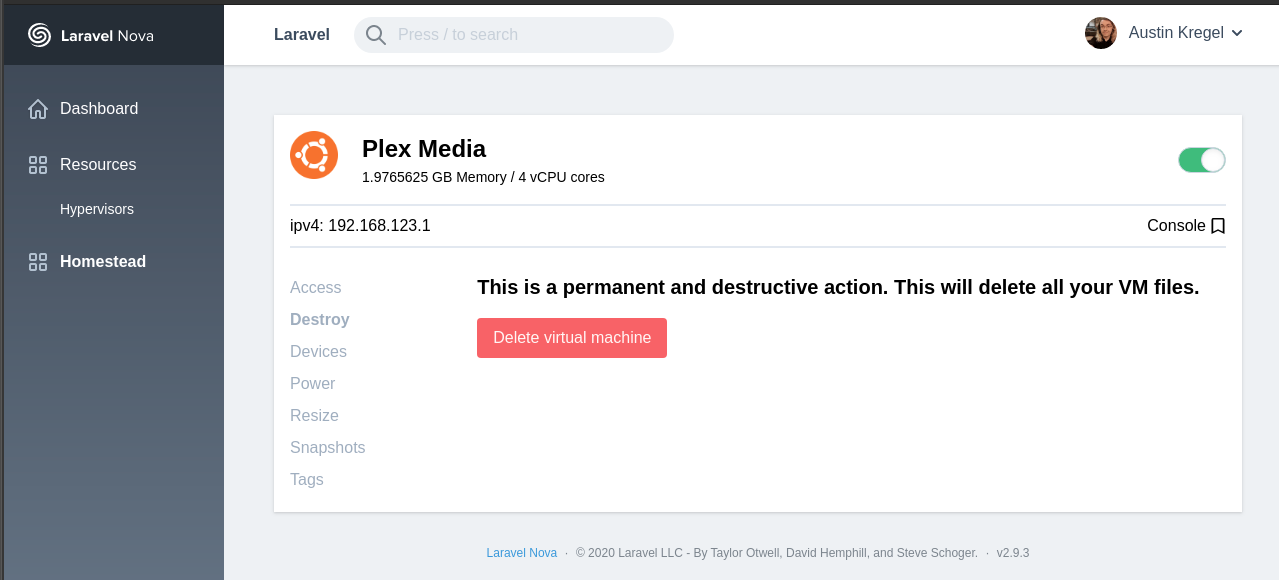 Laravel Nova
Laravel
Press / to search
Austin Kregel
Dashboard
Resources
Hypervisors
Homestead
Plex Media
1.9765625 GB Memory / 4 vCPU cores
ipv4: 192.168.123.1
Console
Access
Destroy
Devices
Power
Resize
Snapshots
Tags
This is a permanent and destructive action. This will delete all your VM files.
Delete virtual machine
Laravel Nova · © 2020 Laravel LLC - By Taylor Otwell, David Hemphill, and Steve Schoger. · v2.9.3